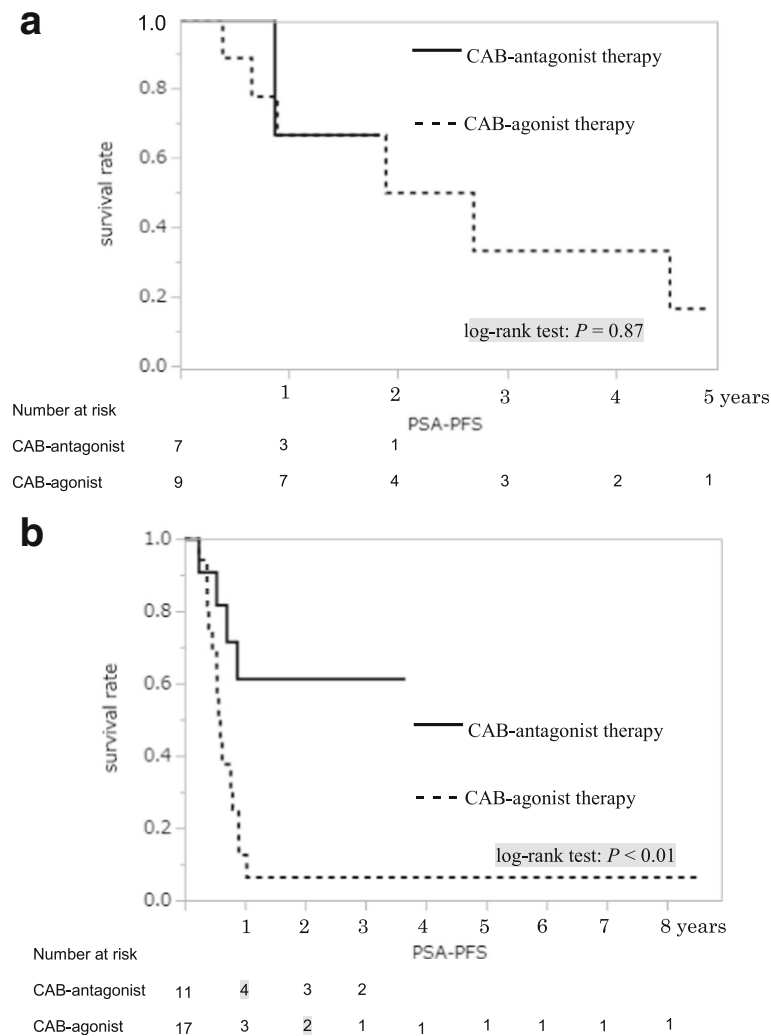 a
1.0
0.8
0.6
0.4
0.2
0.0
survival rate
CAB-antagonist therapy
CAB-agonist therapy
log-rank test: P = 0.87
1 2 3 4 5 years
PSA-PFS
Number at risk
CAB-antagonist 7 3 1
CAB-agonist 9 7 4 3 2 1
b
1.0
0.8
0.6
0.4
0.2
0.0
survival rate
CAB-antagonist therapy
CAB-agonist therapy
log-rank test: P < 0.01
1 2 3 4 5 6 7 8 years
PSA-PFS
Number at risk
CAB-antagonist 11 4 3 2
CAB-agonist 17 3 2 1 1 1 1 1 1